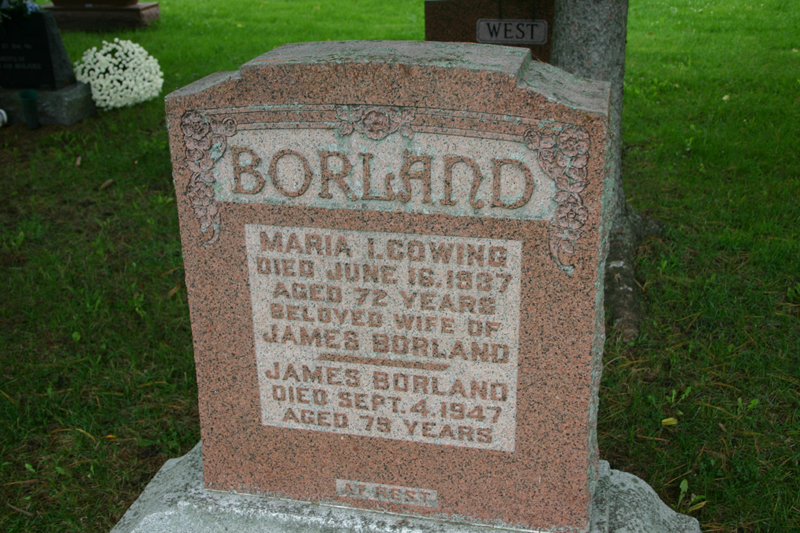 WEST
BORLAND
MARIA I. COWING
DIED JUNE 16, 1937
AGED 72 YEARS
BELOVED WIFE OF
JAMES BORLAND
JAMES BORLAND
DIED SEPT. 4, 1947
AGED 79 YEARS
AT REST